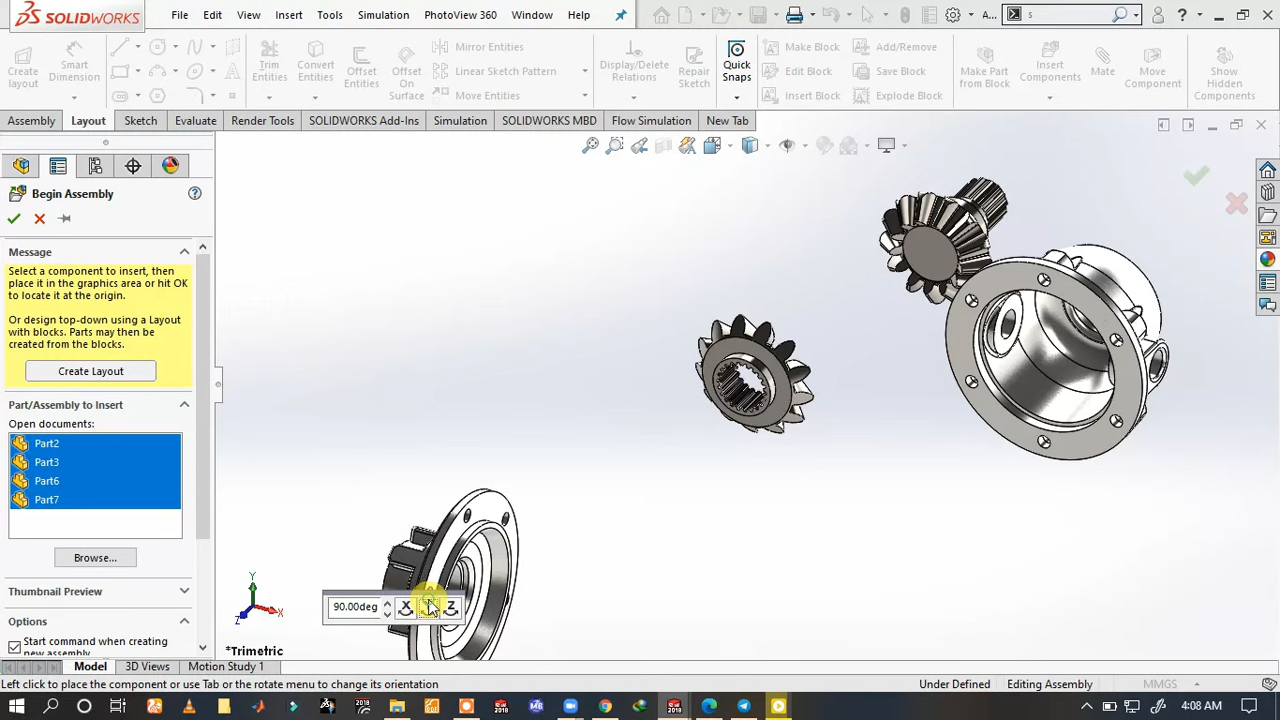 SOLIDWORKS File Edit View Insert Tools Simulation PhotoView 360 Window Help A... s ?
Create layout
Smart Dimension
Trim Entities
Convert Entities
Offset Entities
Offset On Surface
Mirror Entities
Linear Sketch Pattern
Move Entities
Display/Delete Relations
Repair Sketch
Quick Snaps
Make Block
Edit Block
Insert Block
Add/Remove
Save Block
Explode Block
Make Part from Block
Insert Components
Mate
Move Component
Show Hidden Components
Assembly Layout Sketch Evaluate Render Tools SOLIDWORKS Add-Ins Simulation SOLIDWORKS MBD Flow Simulation New Tab
Begin Assembly
Message
Select a component to insert, then
place it in the graphics area or hit OK
to locate it at the origin.
Or design top-down using a Layout
with blocks. Parts may then be
created from the blocks.
Create Layout
Part/Assembly to Insert
Open documents:
Part2
Part3
Part6
Part7
Browse...
Thumbnail Preview
Options
Start command when creating
new assembly
Y
X
Z
90.00deg X Z
*Trimetric
Model 3D Views Motion Study 1
Left click to place the component or use Tab or the rotate menu to change its orientation Under Defined Editing Assembly MMGS
4:08 AM